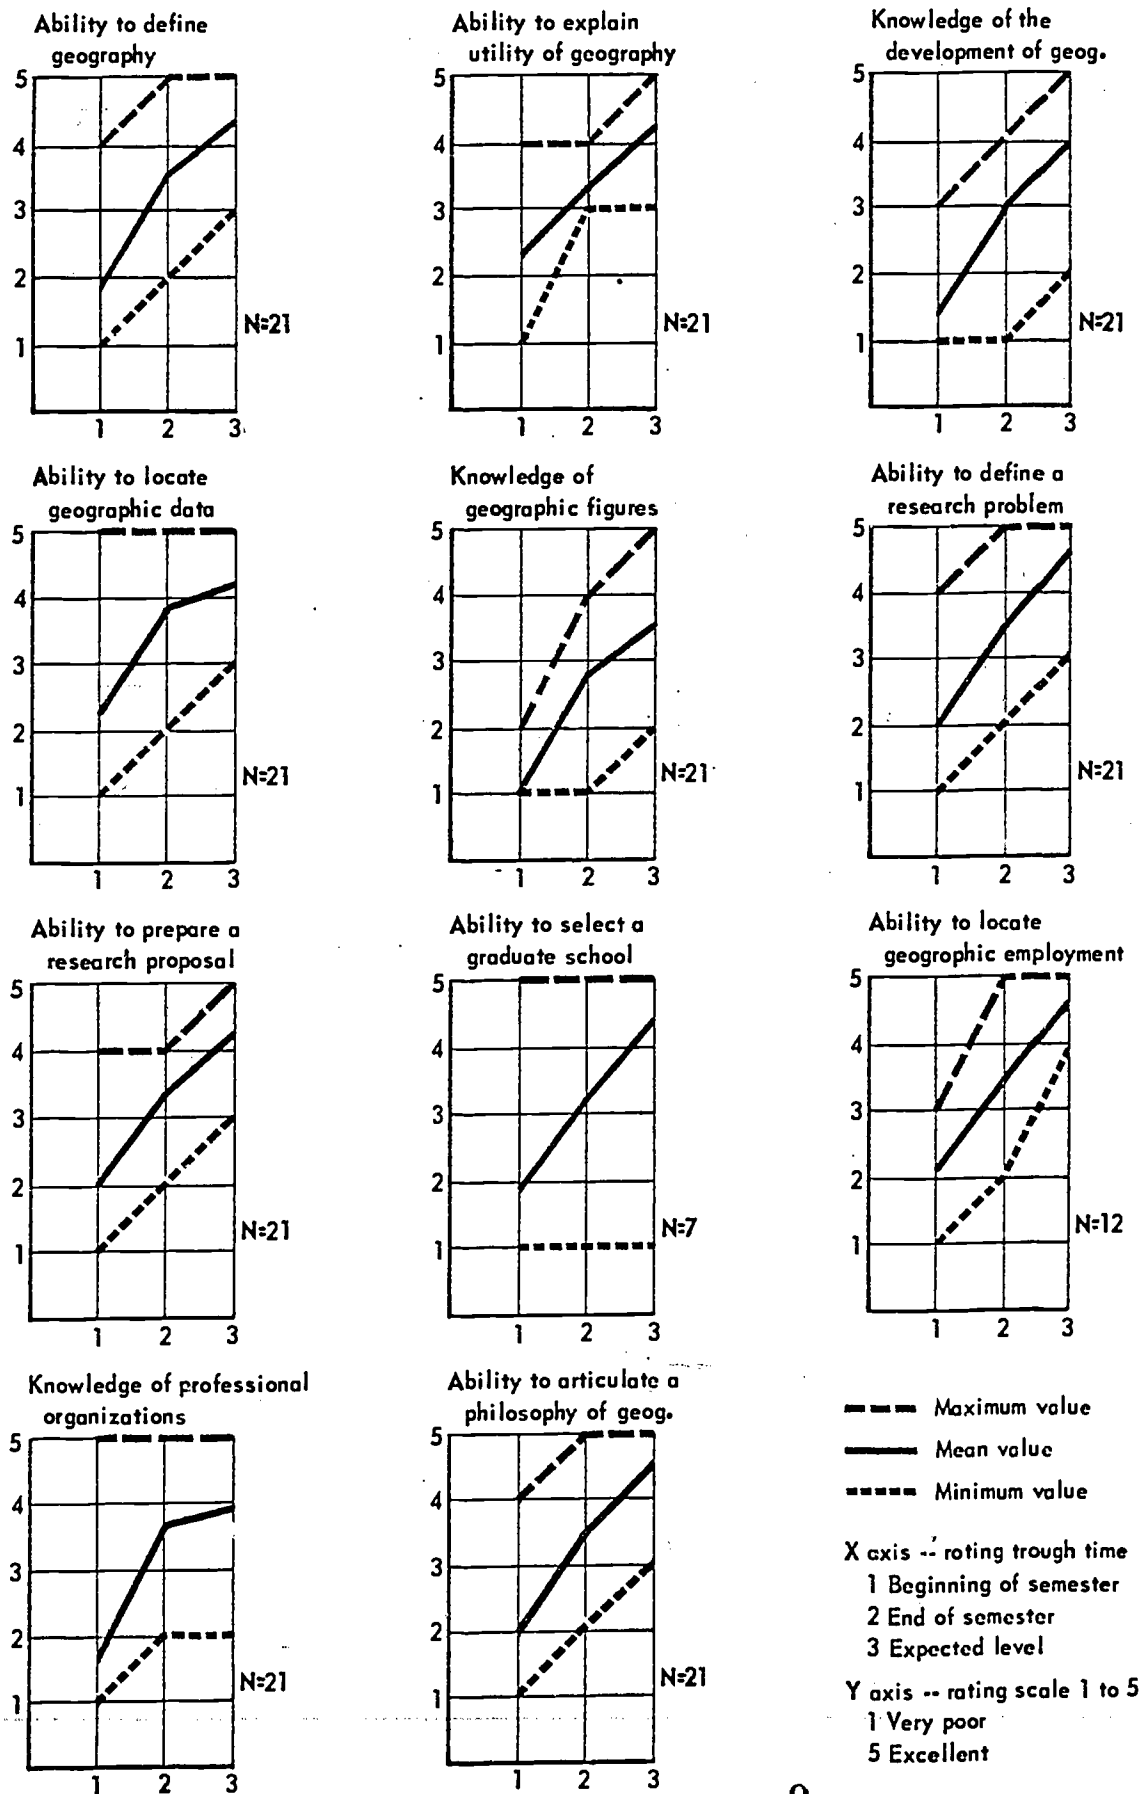 Ability to define
geography
5
4
3
2
1
1 2 3
N=21
Ability to explain
utility of geography
5
4
3
2
1
1 2 3
N=21
Knowledge of the
development of geog.
5
4
3
2
1
1 2 3
N=21
Ability to locate
geographic data
5
4
3
2
1
1 2 3
N=21
Knowledge of
geographic figures
5
4
3
2
1
1 2 3
N=21
Ability to define a
research problem
5
4
3
2
1
1 2 3
N=21
Ability to prepare a
research proposal
5
4
3
2
1
1 2 3
N=21
Ability to select a
graduate school
5
4
3
2
1
1 2 3
N=7
Ability to locate
geographic employment
5
4
3
2
1
1 2 3
N=12
Knowledge of professional
organizations
5
4
3
2
1
1 2 3
N=21
Ability to articulate a
philosophy of geog.
5
4
3
2
1
1 2 3
N=21
Maximum value
Mean value
Minimum value
X axis -- rating trough time
1 Beginning of semester
2 End of semester
3 Expected level
Y axis -- rating scale 1 to 5
1 Very poor
5 Excellent